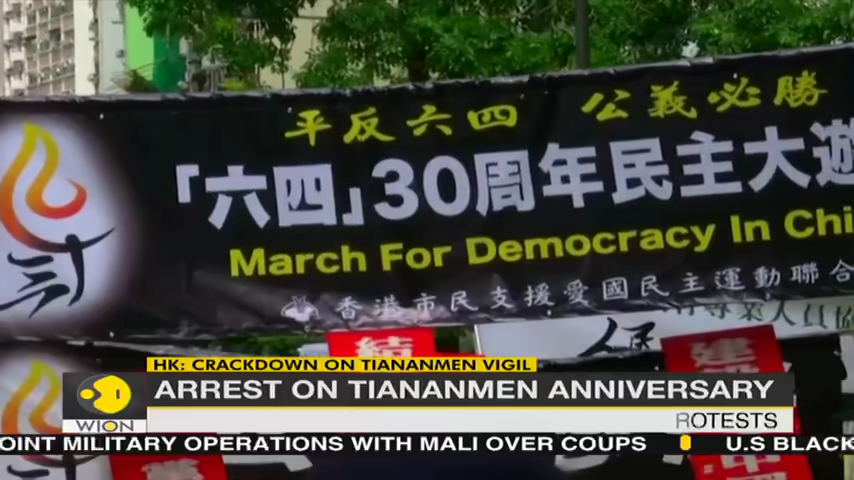 平反六四 公義必勝
「六四」30周年民主大遊
March For Democracy In Chi
香港市民支援愛國民主運動聯合
HK: CRACKDOWN ON TIANANMEN VIGIL
ARREST ON TIANANMEN ANNIVERSARY
WION
ROTESTS
OINT MILITARY OPERATIONS WITH MALI OVER COUPS U.S BLACK